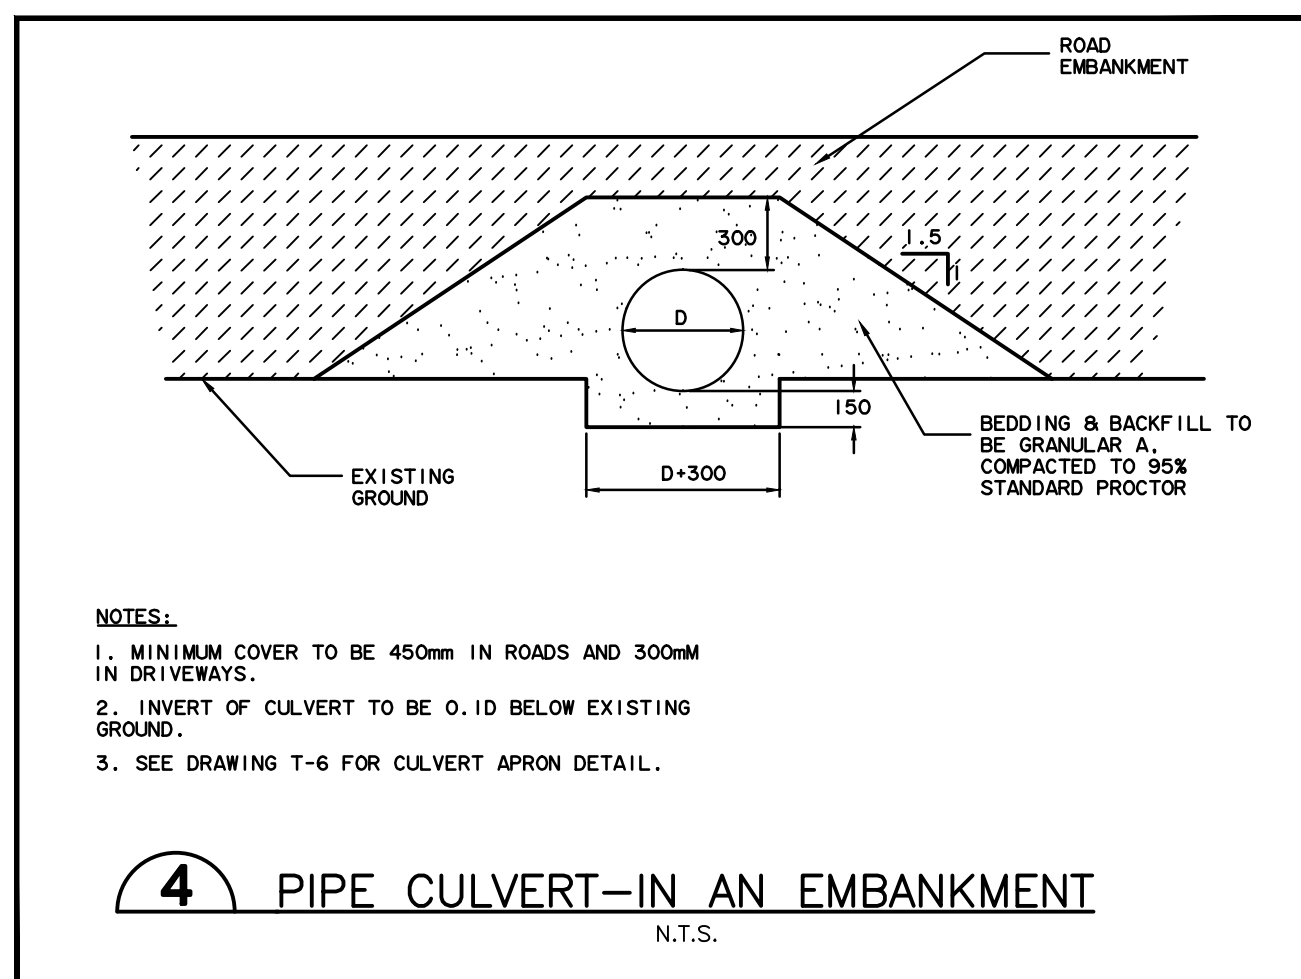 ROAD
EMBANKMENT
300
1.5
1
D
150
BEDDING & BACKFILL TO
BE GRANULAR A,
COMPACTED TO 95%
STANDARD PROCTOR
D+300
EXISTING
GROUND
NOTES:
1. MINIMUM COVER TO BE 450mm IN ROADS AND 300mM
IN DRIVEWAYS.
2. INVERT OF CULVERT TO BE 0.1D BELOW EXISTING
GROUND.
3. SEE DRAWING T-6 FOR CULVERT APRON DETAIL.
4 PIPE CULVERT-IN AN EMBANKMENT
N.T.S.